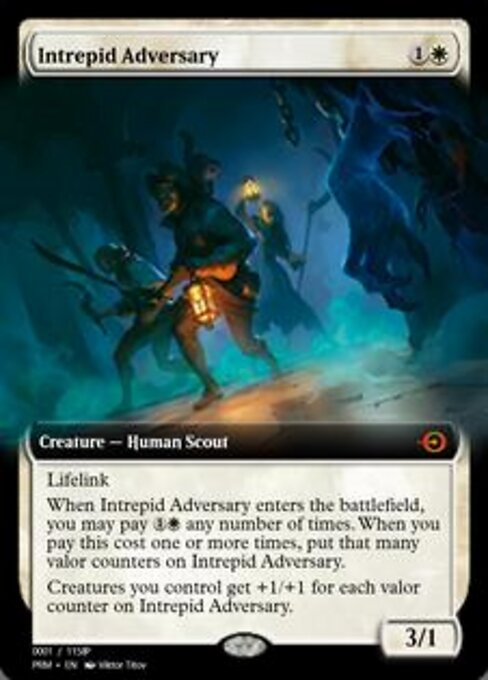 Intrepid Adversary 1
Creature — Human Scout
Lifelink
When Intrepid Adversary enters the battlefield,
you may pay 1 any number of times. When you
pay this cost one or more times, put that many
valor counters on Intrepid Adversary.
Creatures you control get +1/+1 for each valor
counter on Intrepid Adversary.
3/1
PRM • EN Viktor Titov